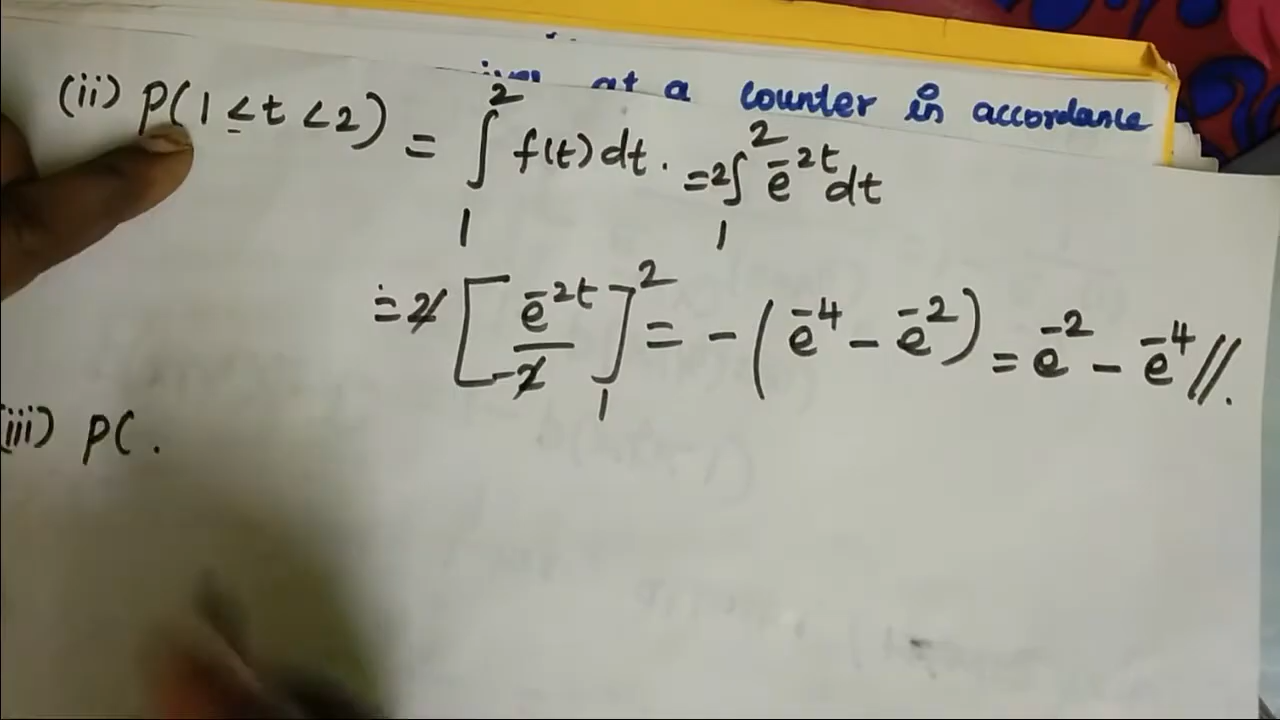 at a counter in accordance
(ii) P(1 ≤ t < 2) = ∫₁² f(t) dt. = 2∫₁² e⁻²ᵗ dt
= 2 [e⁻²ᵗ / -2]₁² = -(e⁻⁴ - e⁻²) = e⁻² - e⁻⁴ //.
(iii) P(.